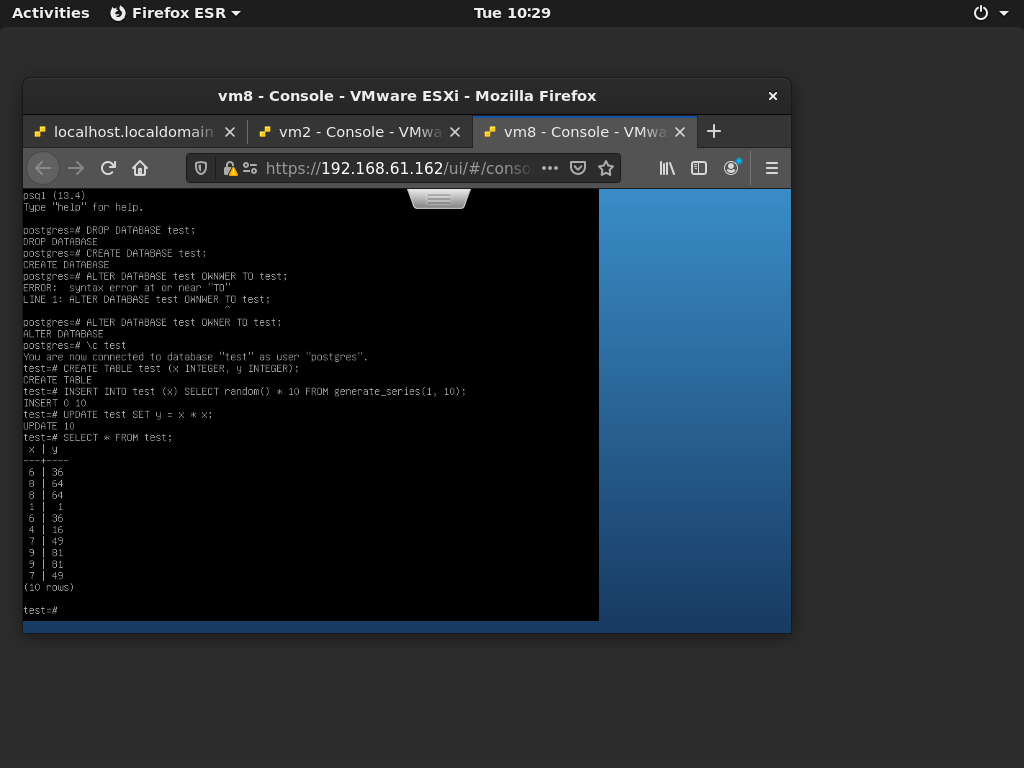 Activities
Firefox ESR
Tue 10:29
vm8 - Console - VMware ESXi - Mozilla Firefox
localhost.localdomain
vm2 - Console - VMwa
vm8 - Console - VMwa
https://192.168.61.162/ui/#/conso
psql (13.4)
Type "help" for help.
postgres=# DROP DATABASE test;
DROP DATABASE
postgres=# CREATE DATABASE test;
CREATE DATABASE
postgres=# ALTER DATABASE test OWNWER TO test;
ERROR:  syntax error at or near "TO"
LINE 1: ALTER DATABASE test OWNWER TO test;
^
postgres=# ALTER DATABASE test OWNER TO test;
ALTER DATABASE
postgres=# \c test
You are now connected to database "test" as user "postgres".
test=# CREATE TABLE test (x INTEGER, y INTEGER);
CREATE TABLE
test=# INSERT INTO test (x) SELECT random() * 10 FROM generate_series(1, 10);
INSERT 0 10
test=# UPDATE test SET y = x * x;
UPDATE 10
test=# SELECT * FROM test;
x | y
---+----
6 | 36
8 | 64
8 | 64
1 |  1
6 | 36
4 | 16
7 | 49
9 | 81
9 | 81
7 | 49
(10 rows)
test=#